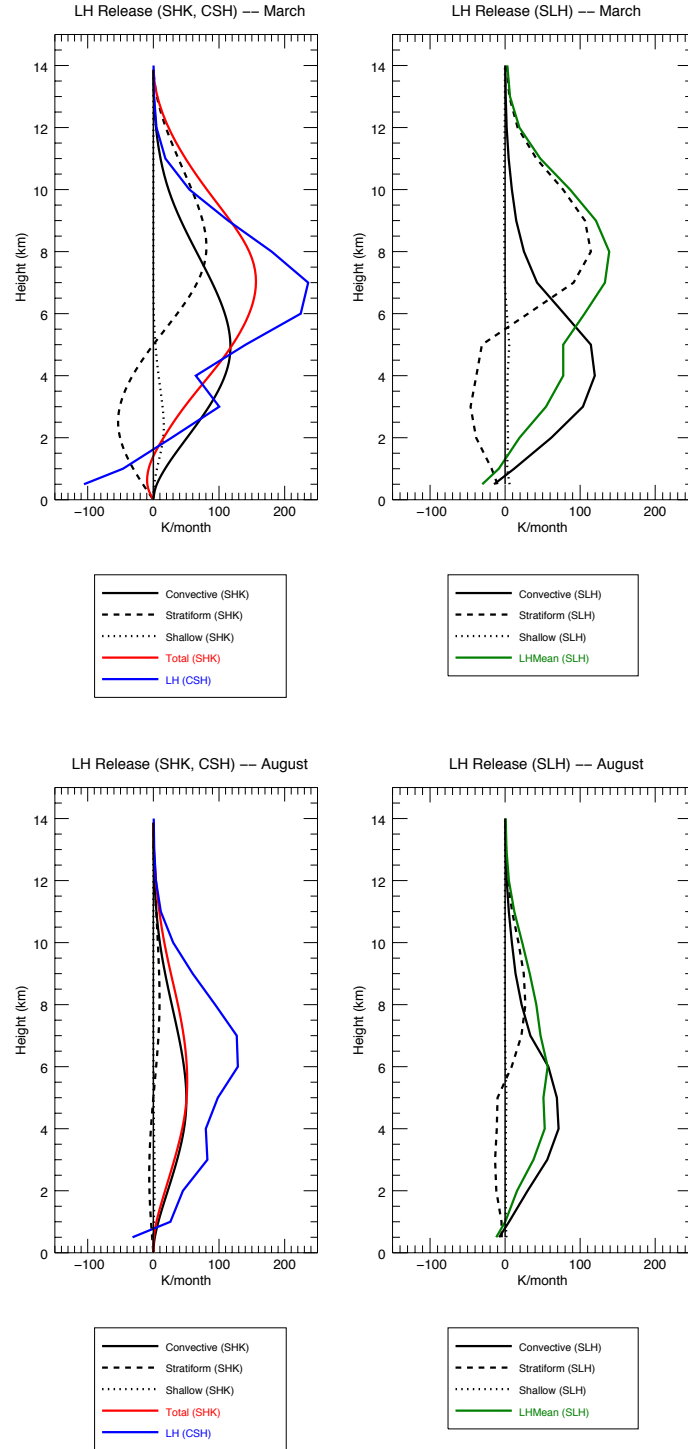 LH Release (SHK, CSH) −− March
14
12
10
8
6
4
2
0
Height (km)
−100 0 100 200
K/month
Convective (SHK)
Stratiform (SHK)
Shallow (SHK)
Total (SHK)
LH (CSH)
LH Release (SLH) −− March
14
12
10
8
6
4
2
0
Height (km)
−100 0 100 200
K/month
Convective (SLH)
Stratiform (SLH)
Shallow (SLH)
LHMean (SLH)
LH Release (SHK, CSH) −− August
14
12
10
8
6
4
2
0
Height (km)
−100 0 100 200
K/month
Convective (SHK)
Stratiform (SHK)
Shallow (SHK)
Total (SHK)
LH (CSH)
LH Release (SLH) −− August
14
12
10
8
6
4
2
0
Height (km)
−100 0 100 200
K/month
Convective (SLH)
Stratiform (SLH)
Shallow (SLH)
LHMean (SLH)